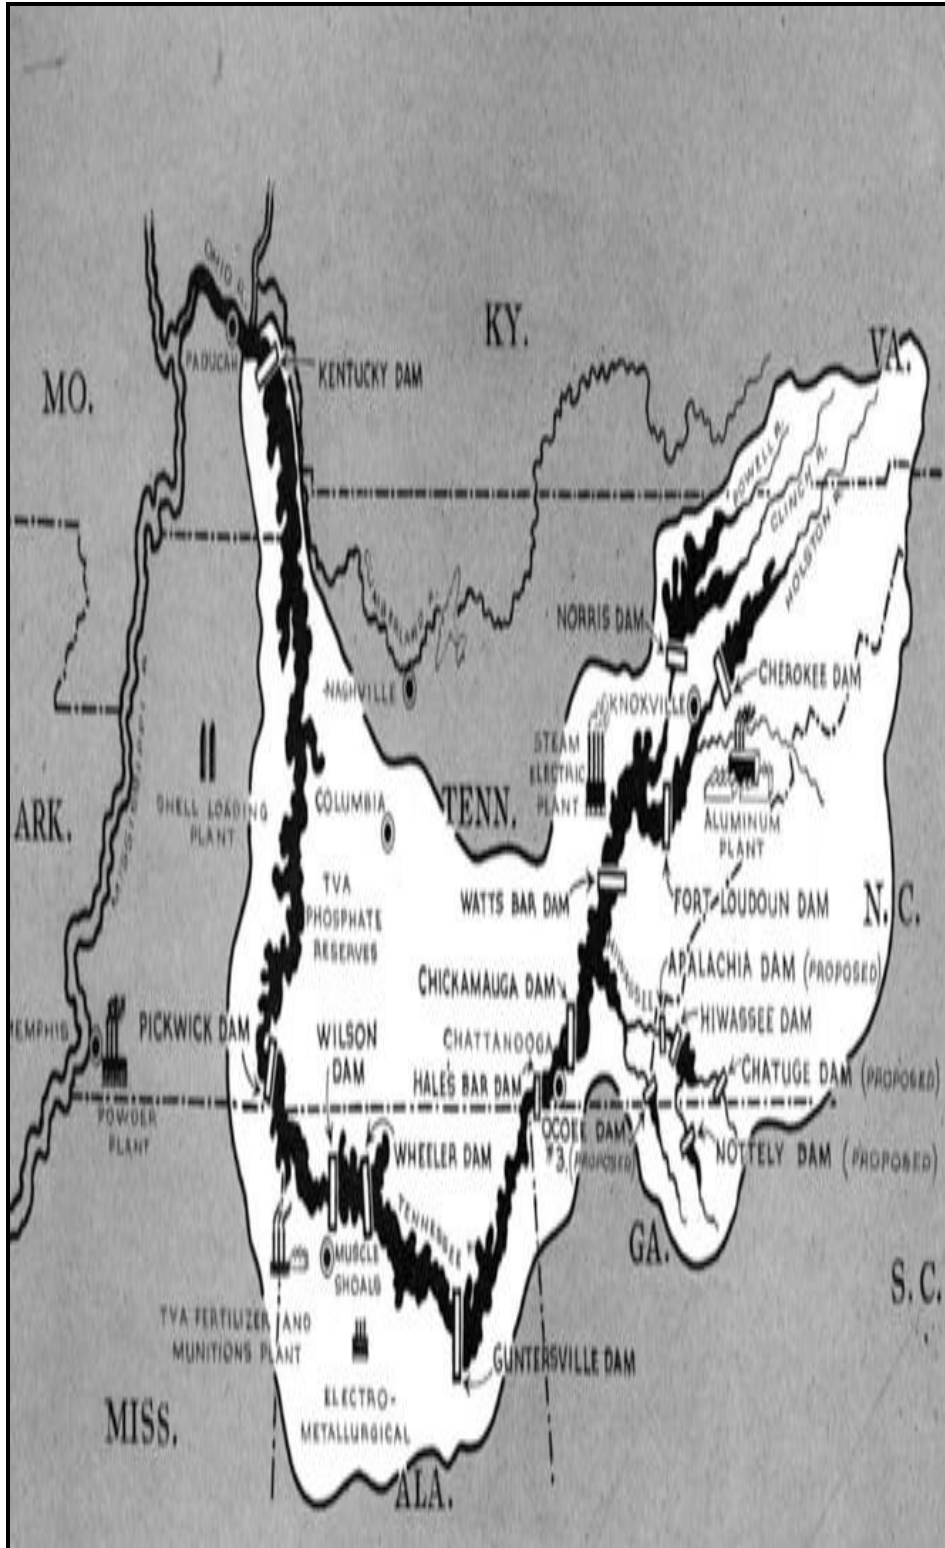 OHIO R.
KY.
VA.
PADUCAH
KENTUCKY DAM
MO.
POWELL R.
CLINCH R.
HOLSTON R.
CUMBERLAND R.
NORRIS DAM
NASHVILLE
KNOXVILLE
CHEROKEE DAM
STEAM
ELECTRIC
PLANT
SHELL LOADING
PLANT
COLUMBIA
TENN.
ARK.
ALUMINUM
PLANT
TVA
PHOSPHATE
RESERVES
WATTS BAR DAM
FORT LOUDOUN DAM
N. C.
MISSISSIPPI
HIWASSEE
APALACHIA DAM (PROPOSED)
CHICKAMAUGA DAM
HIWASSEE DAM
MEMPHIS
PICKWICK DAM
WILSON
DAM
CHATTANOOGA
HALES BAR DAM
CHATUGE DAM (PROPOSED)
POWDER
PLANT
OCOEE DAM
#3 (PROPOSED)
WHEELER DAM
NOTTELY DAM (PROPOSED)
TENNESSEE R.
MUSCLE
SHOALS
GA.
S. C.
TVA FERTILIZER AND
MUNITIONS PLANT
GUNTERSVILLE DAM
ELECTRO-
METALLURGICAL
MISS.
ALA.